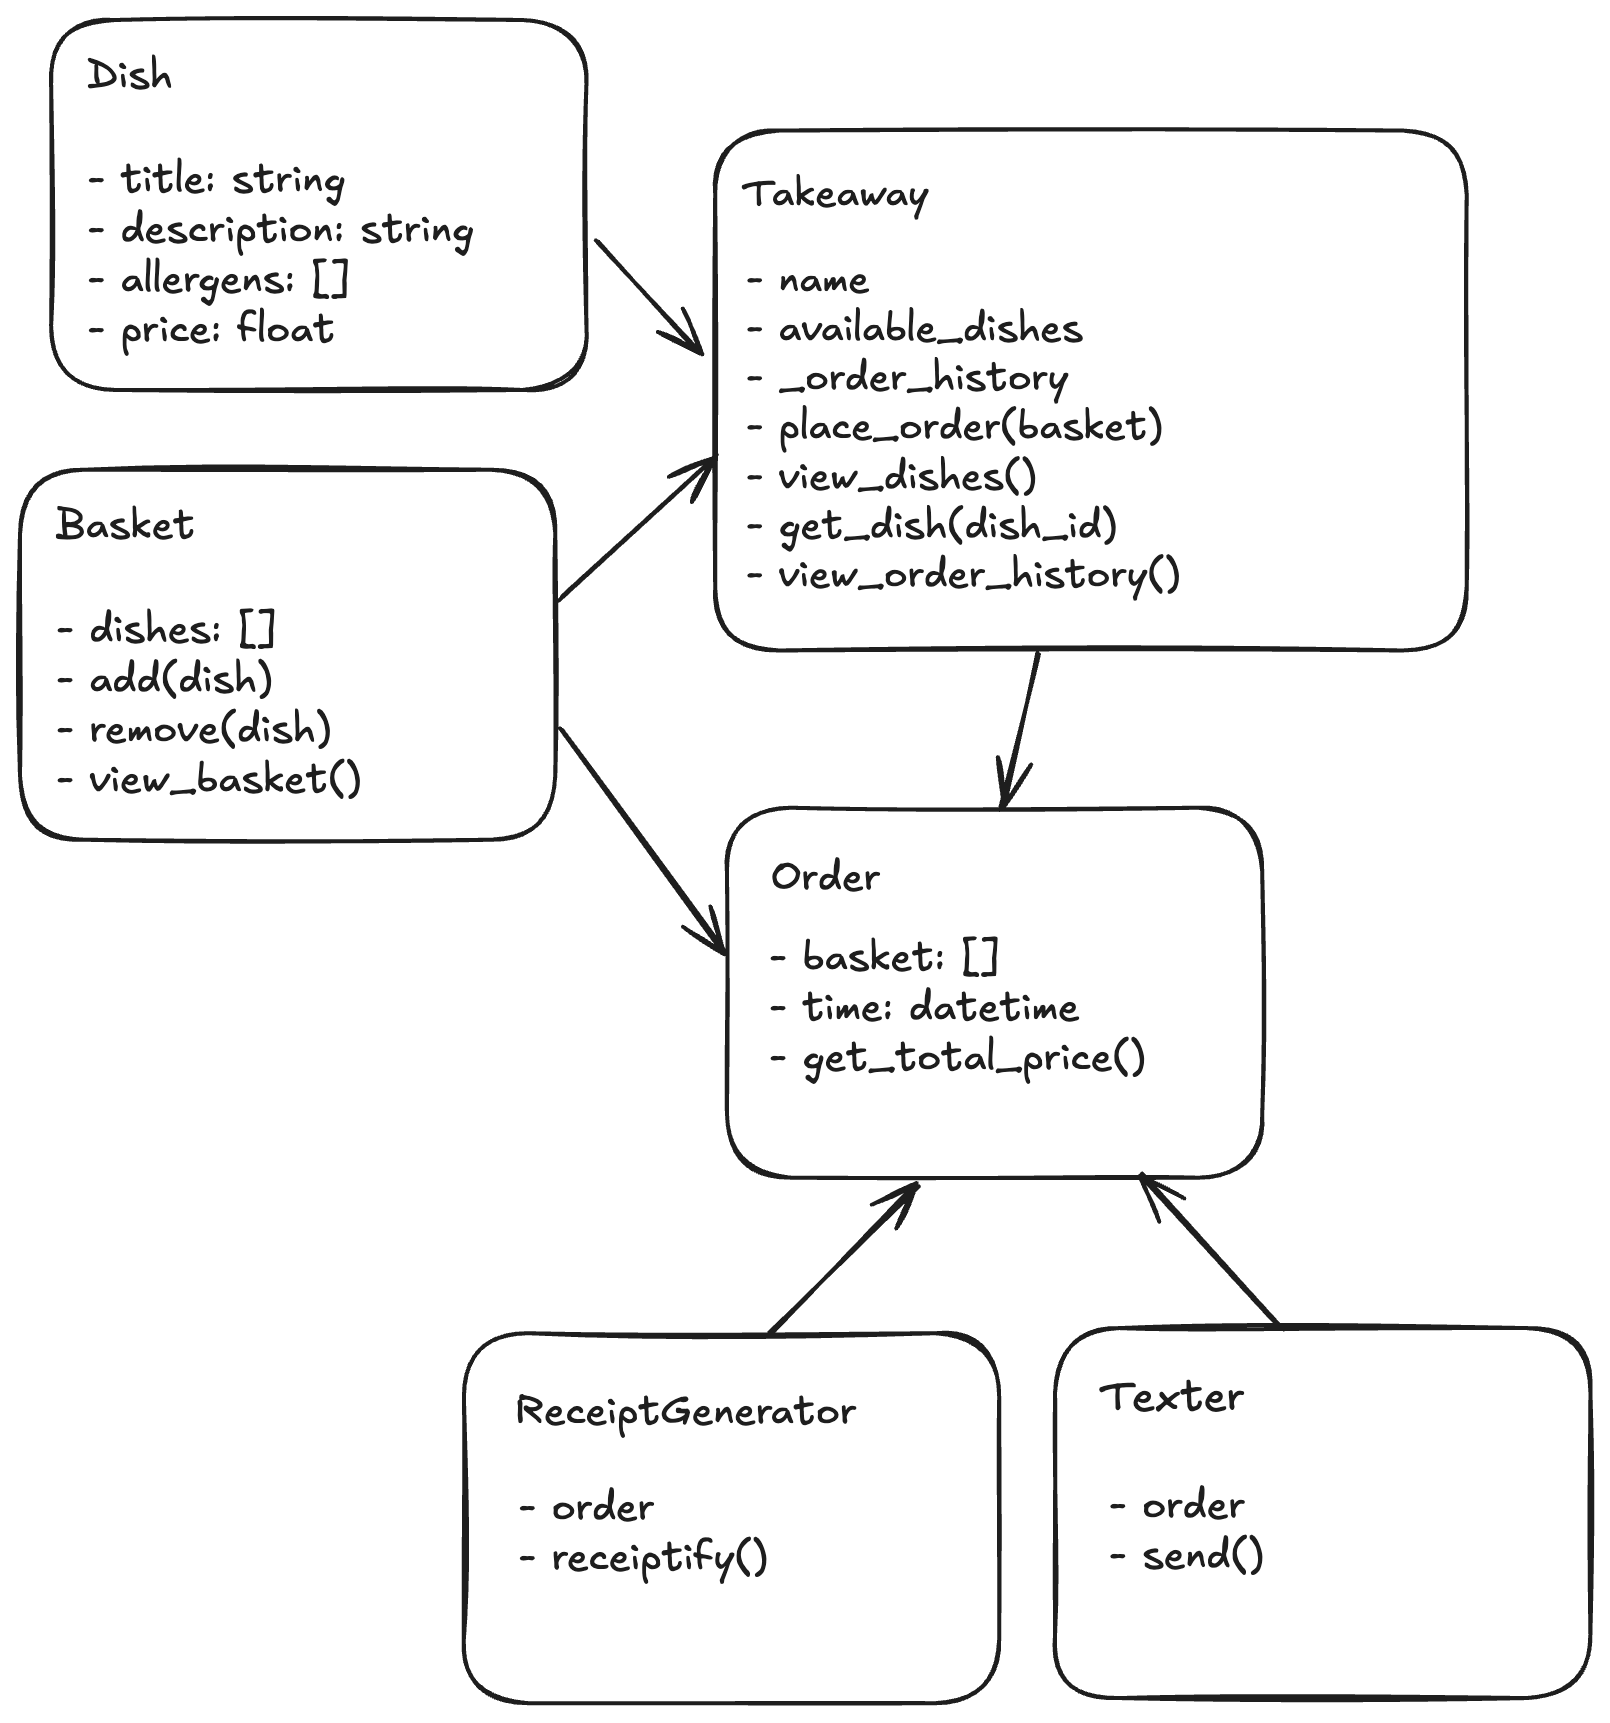 Dish
- title: string
- description: string
- allergens: []
- price: float
Takeaway
- name
- available_dishes
- _order_history
- place_order(basket)
- view_dishes()
- get_dish(dish_id)
- view_order_history()
Basket
- dishes: []
- add(dish)
- remove(dish)
- view_basket()
Order
- basket: []
- time: datetime
- get_total_price()
ReceiptGenerator
- order
- receiptify()
Texter
- order
- send()